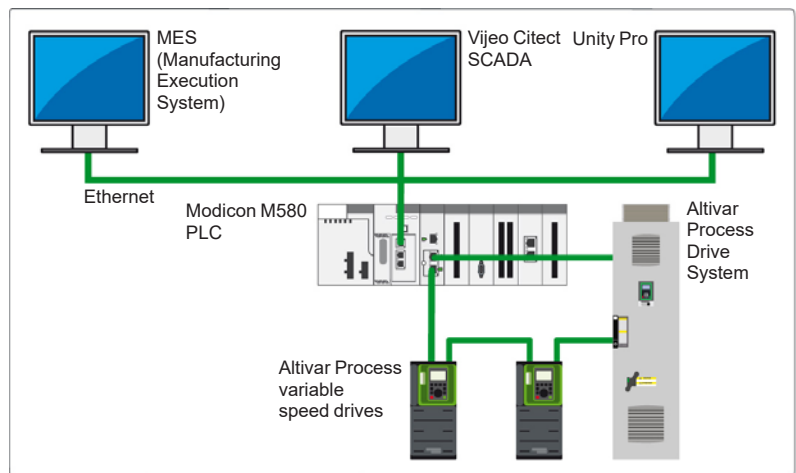 MES
(Manufacturing
Execution
System)
Vijeo Citect
SCADA
Unity Pro
Ethernet
Modicon M580
PLC
Altivar
Process
Drive
System
Altivar Process
variable
speed drives